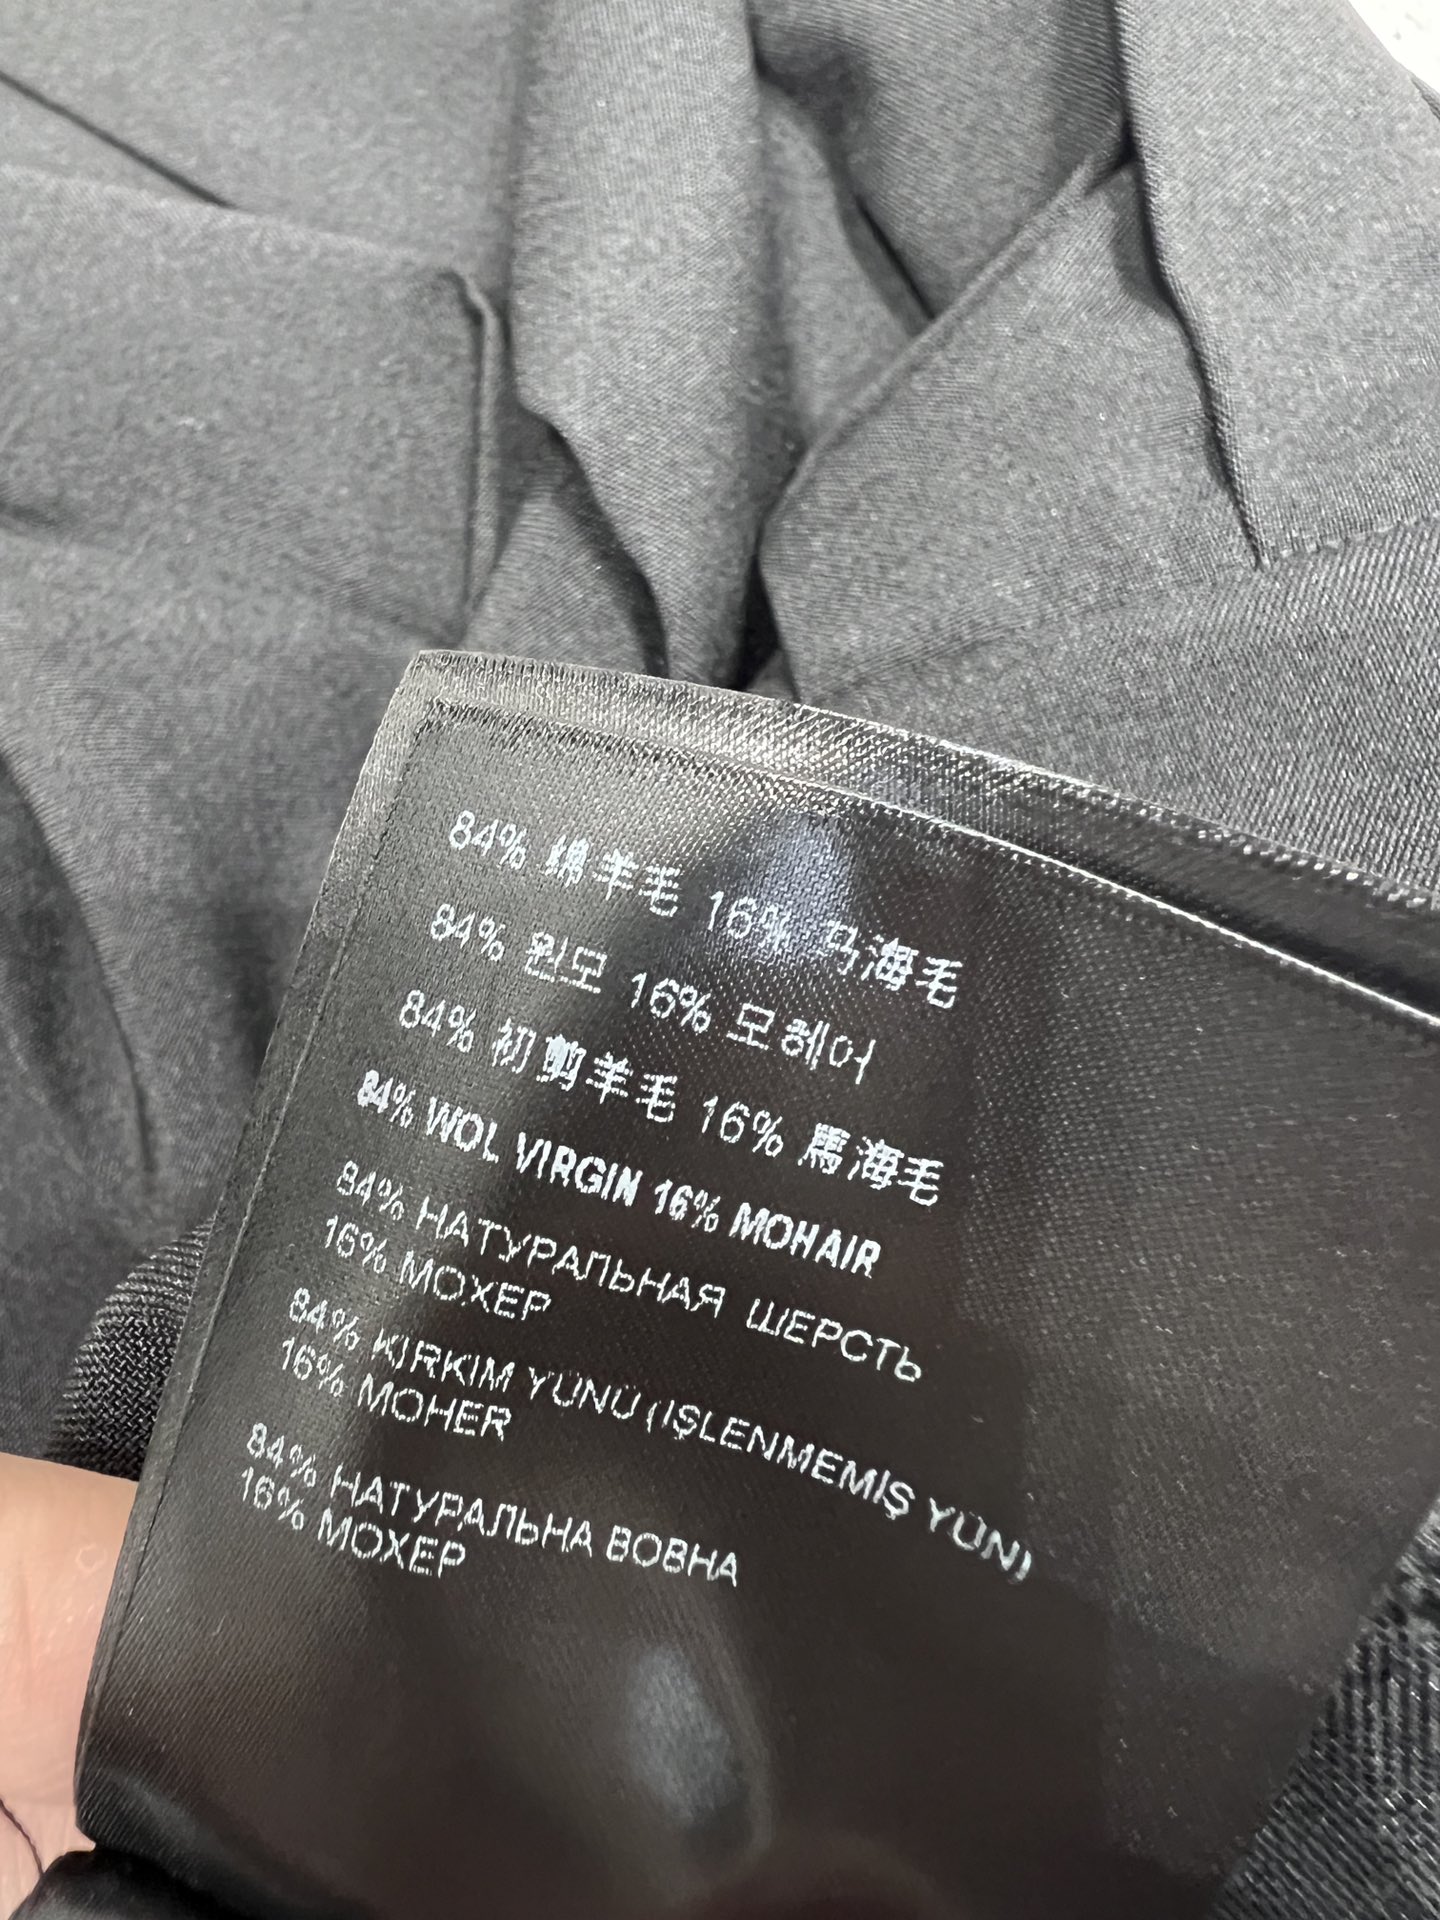 84% 绵羊毛 16% 马海毛
84% 원모 16% 모헤어
84% 初剪羊毛 16% 馬海毛
84% WOL VIRGIN 16% MOHAIR
84% НАТУРАЛЬНАЯ ШЕРСТЬ
16% МОХЕР
84% KIRKIM YÜNÜ (IŞLENMEMİŞ YÜN)
16% MOHER
84% НАТУРАЛЬНА ВОВНА
16% МОХЕР